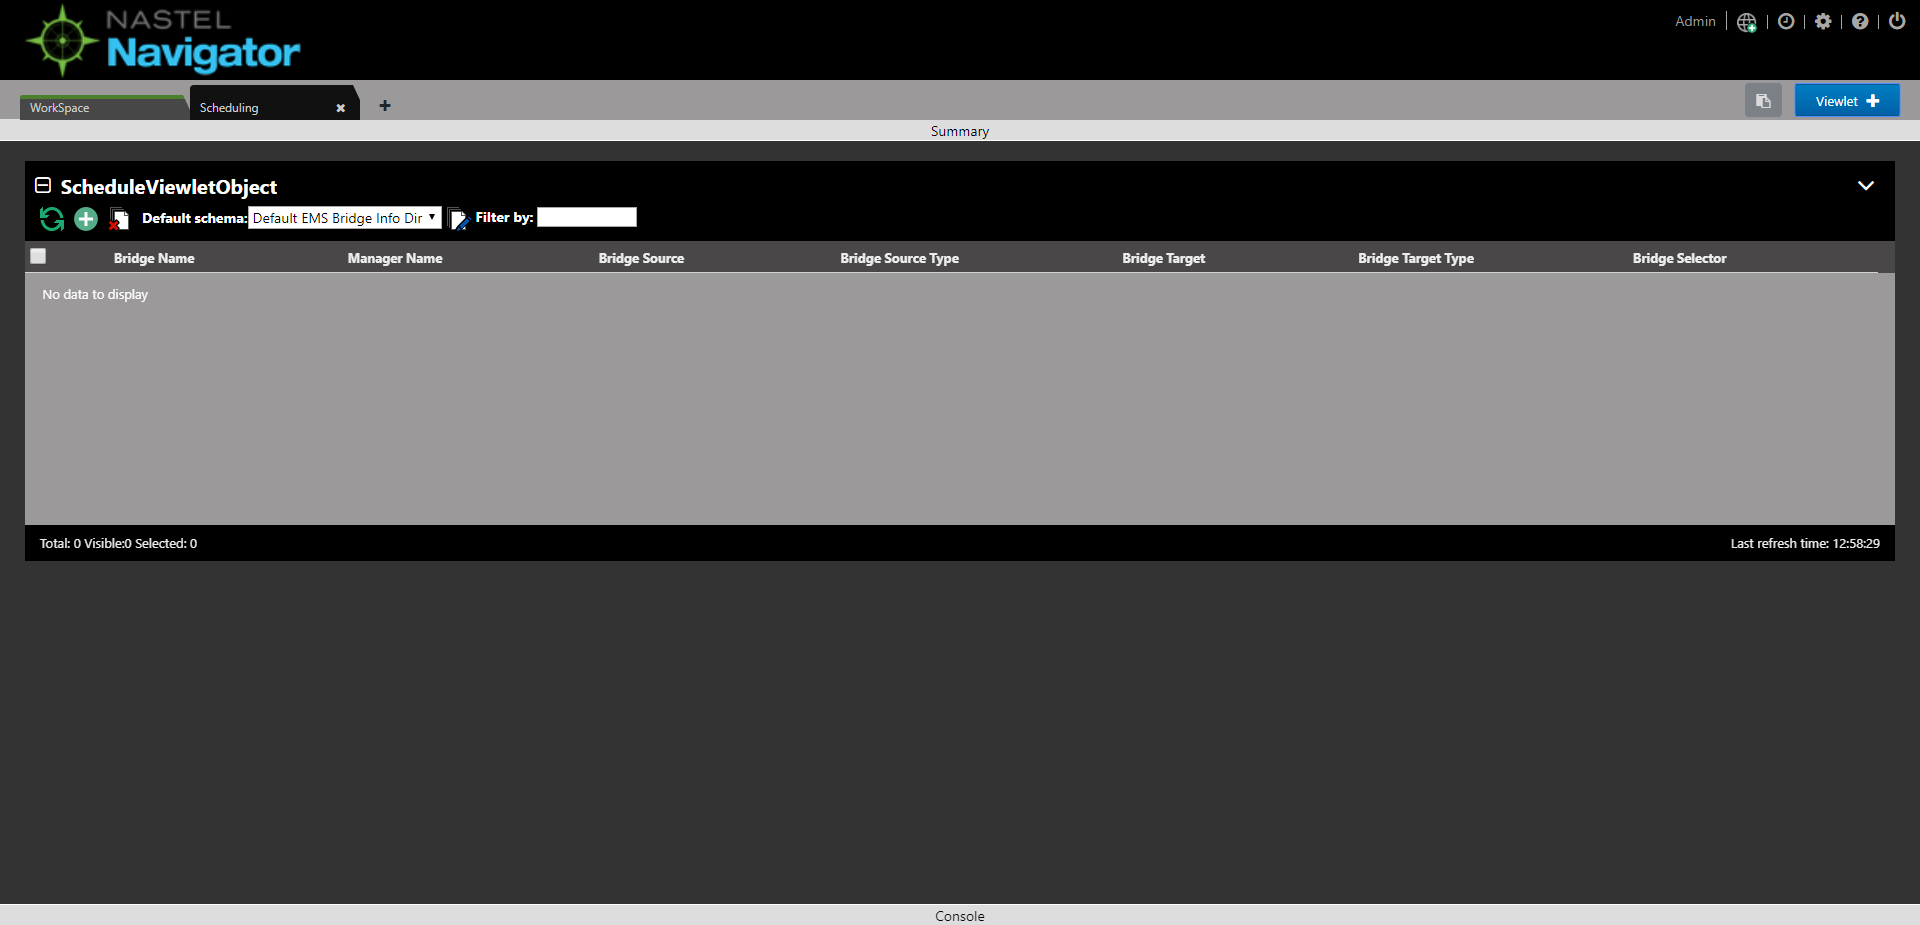 NASTEL
Navigator
Admin
WorkSpace
Scheduling
Viewlet
Summary
ScheduleViewletObject
Default schema: Default EMS Bridge Info Dir Filter by:
Bridge Name Manager Name Bridge Source Bridge Source Type Bridge Target Bridge Target Type Bridge Selector
No data to display
Total: 0 Visible:0 Selected: 0 Last refresh time: 12:58:29
Console